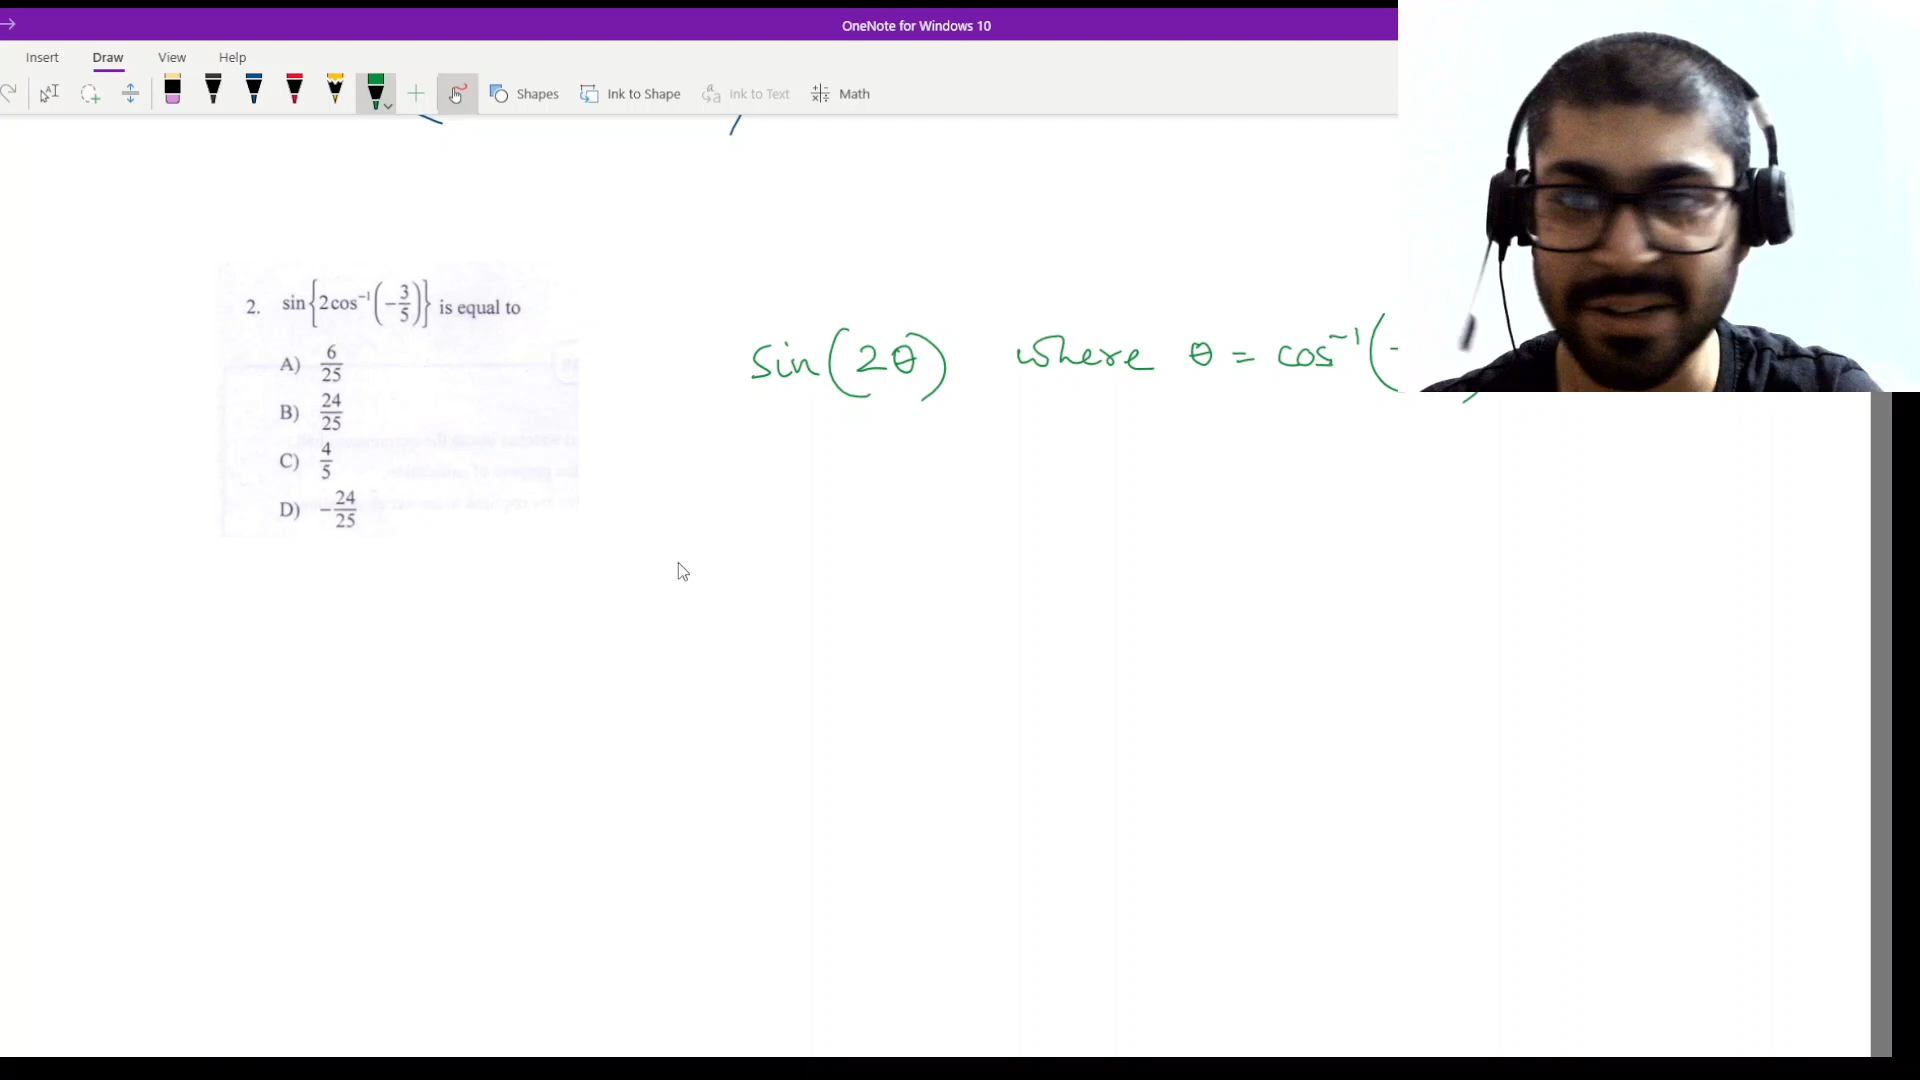 OneNote for Windows 10
Insert Draw View Help
Shapes Ink to Shape Ink to Text Math
2. sin{2cos⁻¹(-3/5)} is equal to
A) 6/25
B) 24/25
C) 4/5
D) -24/25
sin(2θ) where θ = cos⁻¹(-